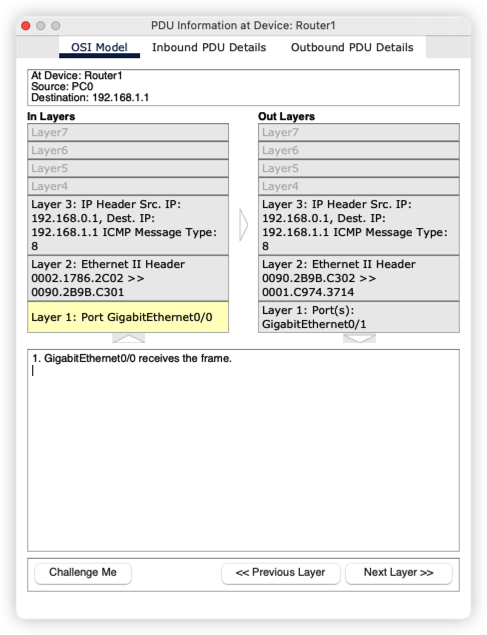 PDU Information at Device: Router1
OSI Model Inbound PDU Details Outbound PDU Details
At Device: Router1
Source: PC0
Destination: 192.168.1.1
In Layers
Layer7
Layer6
Layer5
Layer4
Layer 3: IP Header Src. IP:
192.168.0.1, Dest. IP:
192.168.1.1 ICMP Message Type:
8
Layer 2: Ethernet II Header
0002.1786.2C02 >>
0090.2B9B.C301
Layer 1: Port GigabitEthernet0/0
Out Layers
Layer7
Layer6
Layer5
Layer4
Layer 3: IP Header Src. IP:
192.168.0.1, Dest. IP:
192.168.1.1 ICMP Message Type:
8
Layer 2: Ethernet II Header
0090.2B9B.C302 >>
0001.C974.3714
Layer 1: Port(s):
GigabitEthernet0/1
1. GigabitEthernet0/0 receives the frame.
Challenge Me << Previous Layer Next Layer >>